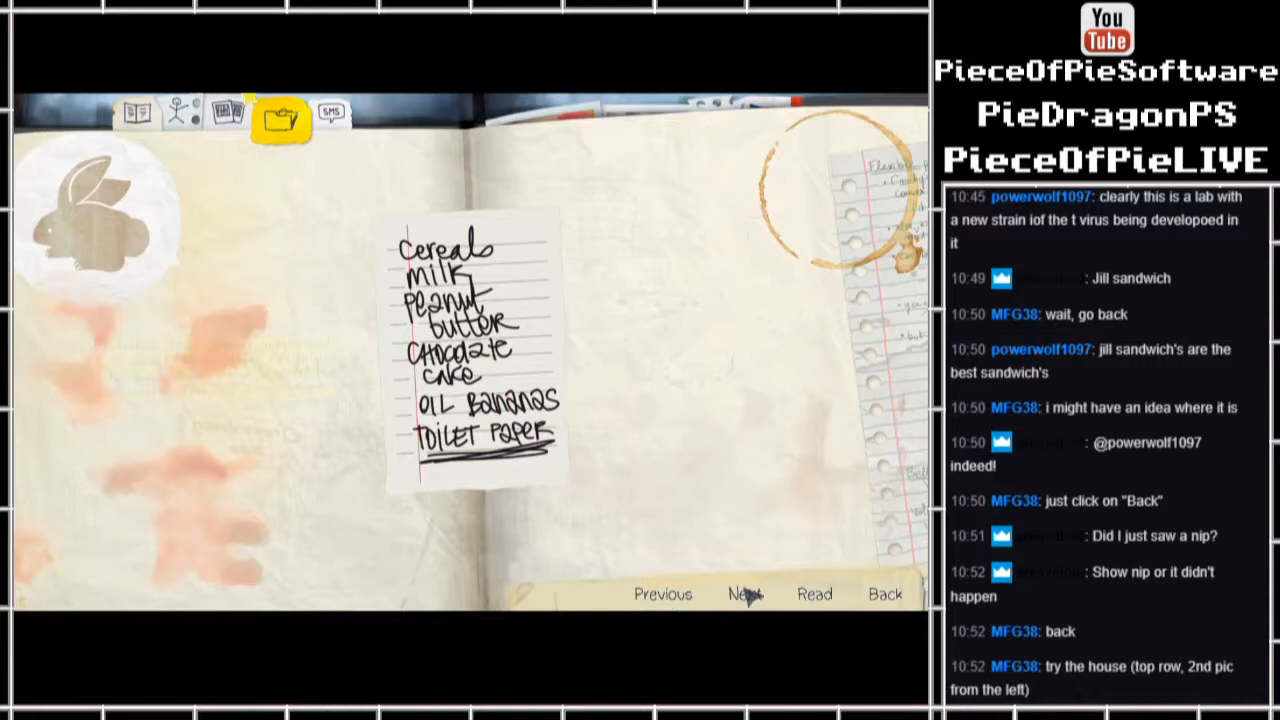 You
Tube
PieceOfPieSoftware
PieDragonPS
PieceOfPieLIVE
SMS
cereals
milk
Peanut
butter
CHocolate
cake
OIL BANANAS
TOILET PAPER
Previous
Next
Read
Back
10:45 powerwolf1097: clearly this is a lab with
a new strain iof the t virus being developoed in
it
10:49 : Jill sandwich
10:50 MFG38: wait, go back
10:50 powerwolf1097: jill sandwich's are the
best sandwich's
10:50 MFG38: i might have an idea where it is
10:50 : @powerwolf1097
indeed!
10:50 MFG38: just click on "Back"
10:51 : Did I just saw a nip?
10:52 : Show nip or it didn't
happen
10:52 MFG38: back
10:52 MFG38: try the house (top row, 2nd pic
from the left)